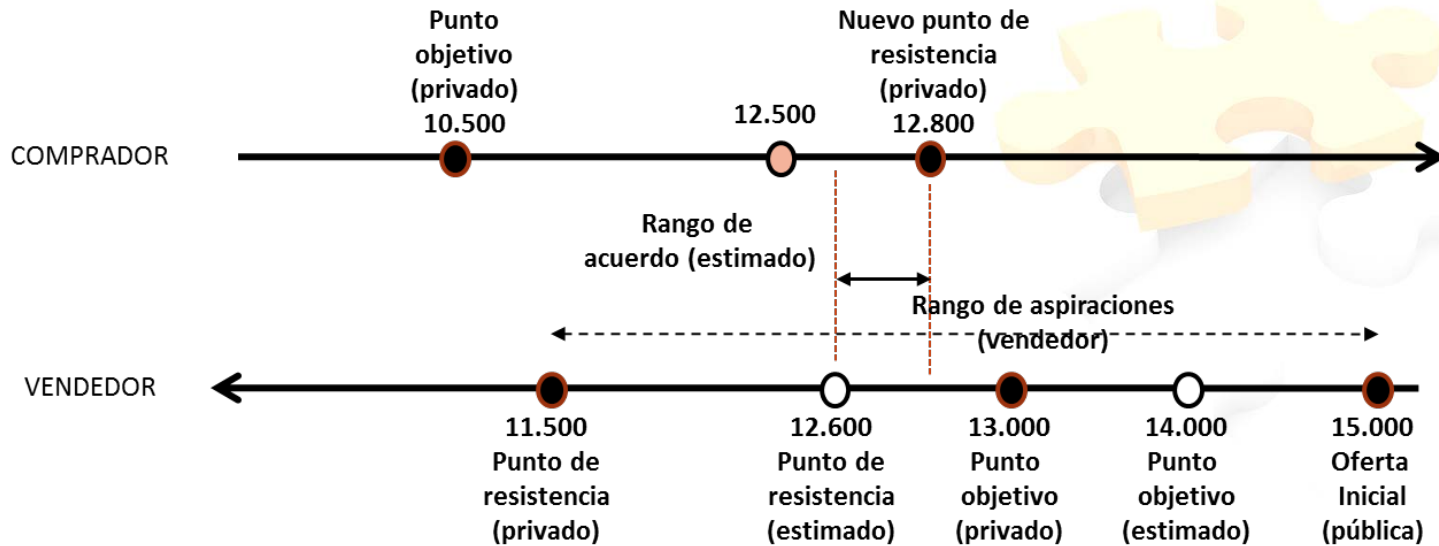 Punto
objetivo
(privado)
10.500
12.500
Nuevo punto de
resistencia
(privado)
12.800
COMPRADOR
Rango de
acuerdo (estimado)
Rango de aspiraciones
(vendedor)
VENDEDOR
11.500
Punto de
resistencia
(privado)
12.600
Punto de
resistencia
(estimado)
13.000
Punto
objetivo
(privado)
14.000
Punto
objetivo
(estimado)
15.000
Oferta
Inicial
(pública)